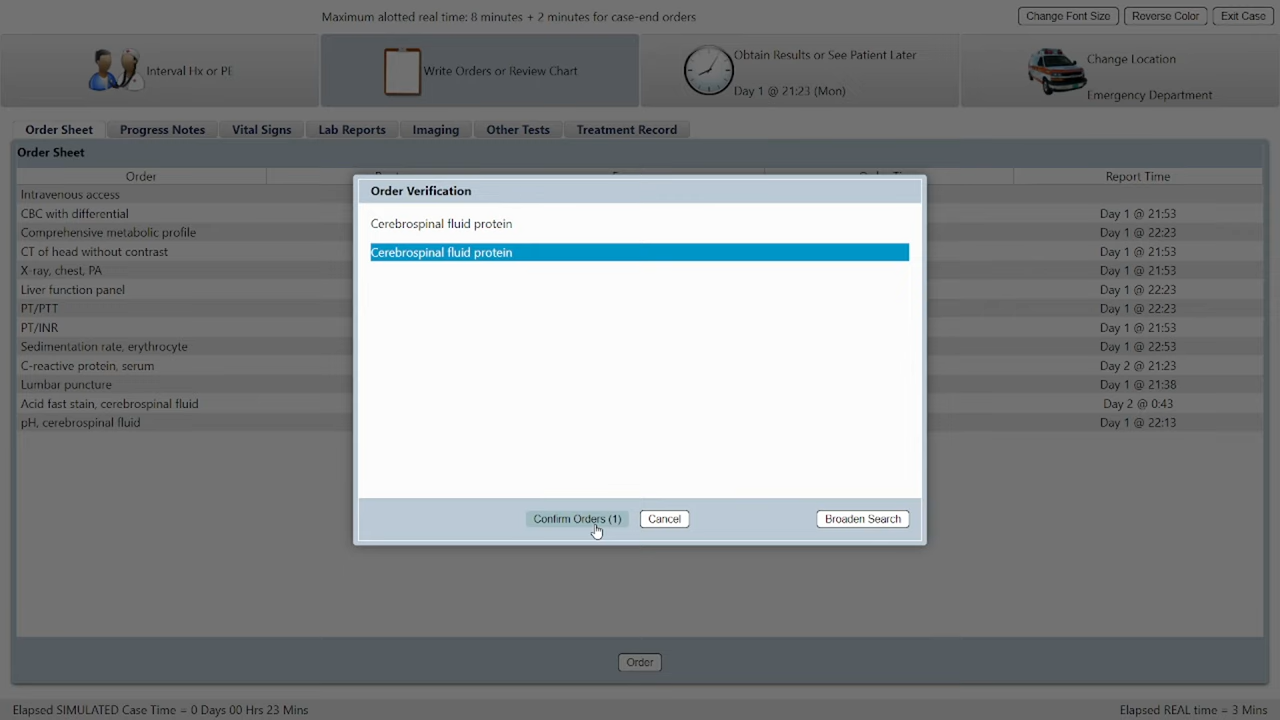 Maximum alotted real time: 8 minutes + 2 minutes for case-end orders
Change Font Size
Reverse Color
Exit Case
Interval Hx or PE
Write Orders or Review Chart
Obtain Results or See Patient Later
Day 1 @ 21:23 (Mon)
Change Location
Emergency Department
Order Sheet
Progress Notes
Vital Signs
Lab Reports
Imaging
Other Tests
Treatment Record
Order Sheet
Order
Report Time
Intravenous access
CBC with differential
Day 1 @ 21:53
Comprehensive metabolic profile
Day 1 @ 22:23
CT of head without contrast
Day 1 @ 21:53
X-ray, chest, PA
Day 1 @ 21:53
Liver function panel
Day 1 @ 22:23
PT/PTT
Day 1 @ 22:23
PT/INR
Day 1 @ 21:53
Sedimentation rate, erythrocyte
Day 1 @ 22:53
C-reactive protein, serum
Day 2 @ 21:23
Lumbar puncture
Day 1 @ 21:38
Acid fast stain, cerebrospinal fluid
Day 2 @ 0:43
pH, cerebrospinal fluid
Day 1 @ 22:13
Order Verification
Cerebrospinal fluid protein
Cerebrospinal fluid protein
Confirm Orders (1)
Cancel
Broaden Search
Order
Elapsed SIMULATED Case Time = 0 Days 00 Hrs 23 Mins
Elapsed REAL time = 3 Mins